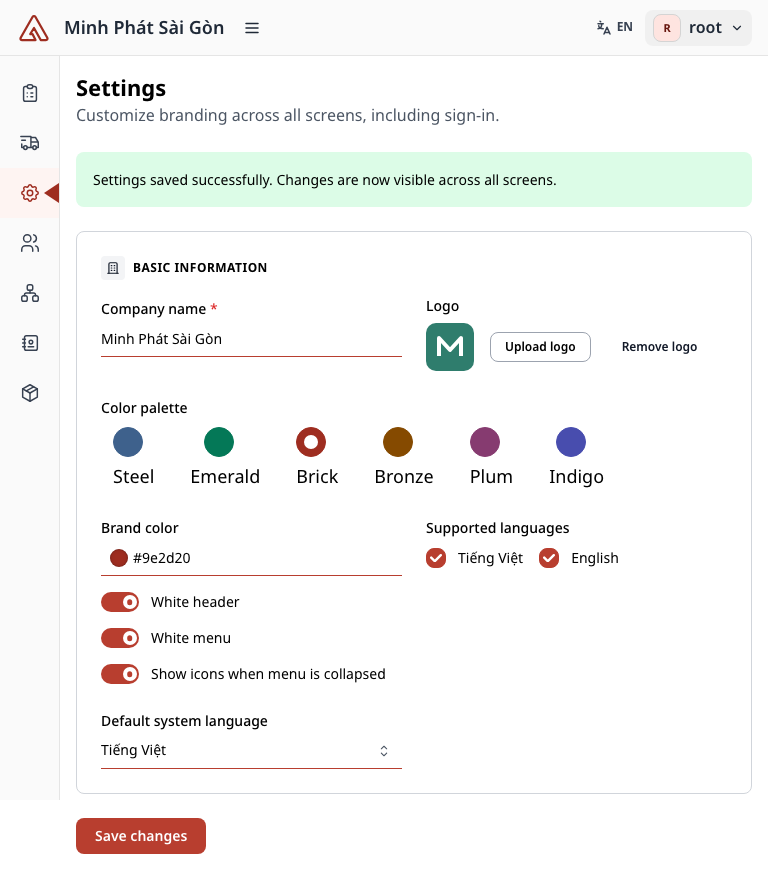 Minh Phát Sài Gòn
EN
R
root
Settings
Customize branding across all screens, including sign-in.
Settings saved successfully. Changes are now visible across all screens.
BASIC INFORMATION
Company name *
Logo
Minh Phát Sài Gòn
M
Upload logo
Remove logo
Color palette
Steel
Emerald
Brick
Bronze
Plum
Indigo
Brand color
Supported languages
#9e2d20
Tiếng Việt
English
White header
White menu
Show icons when menu is collapsed
Default system language
Tiếng Việt
Save changes